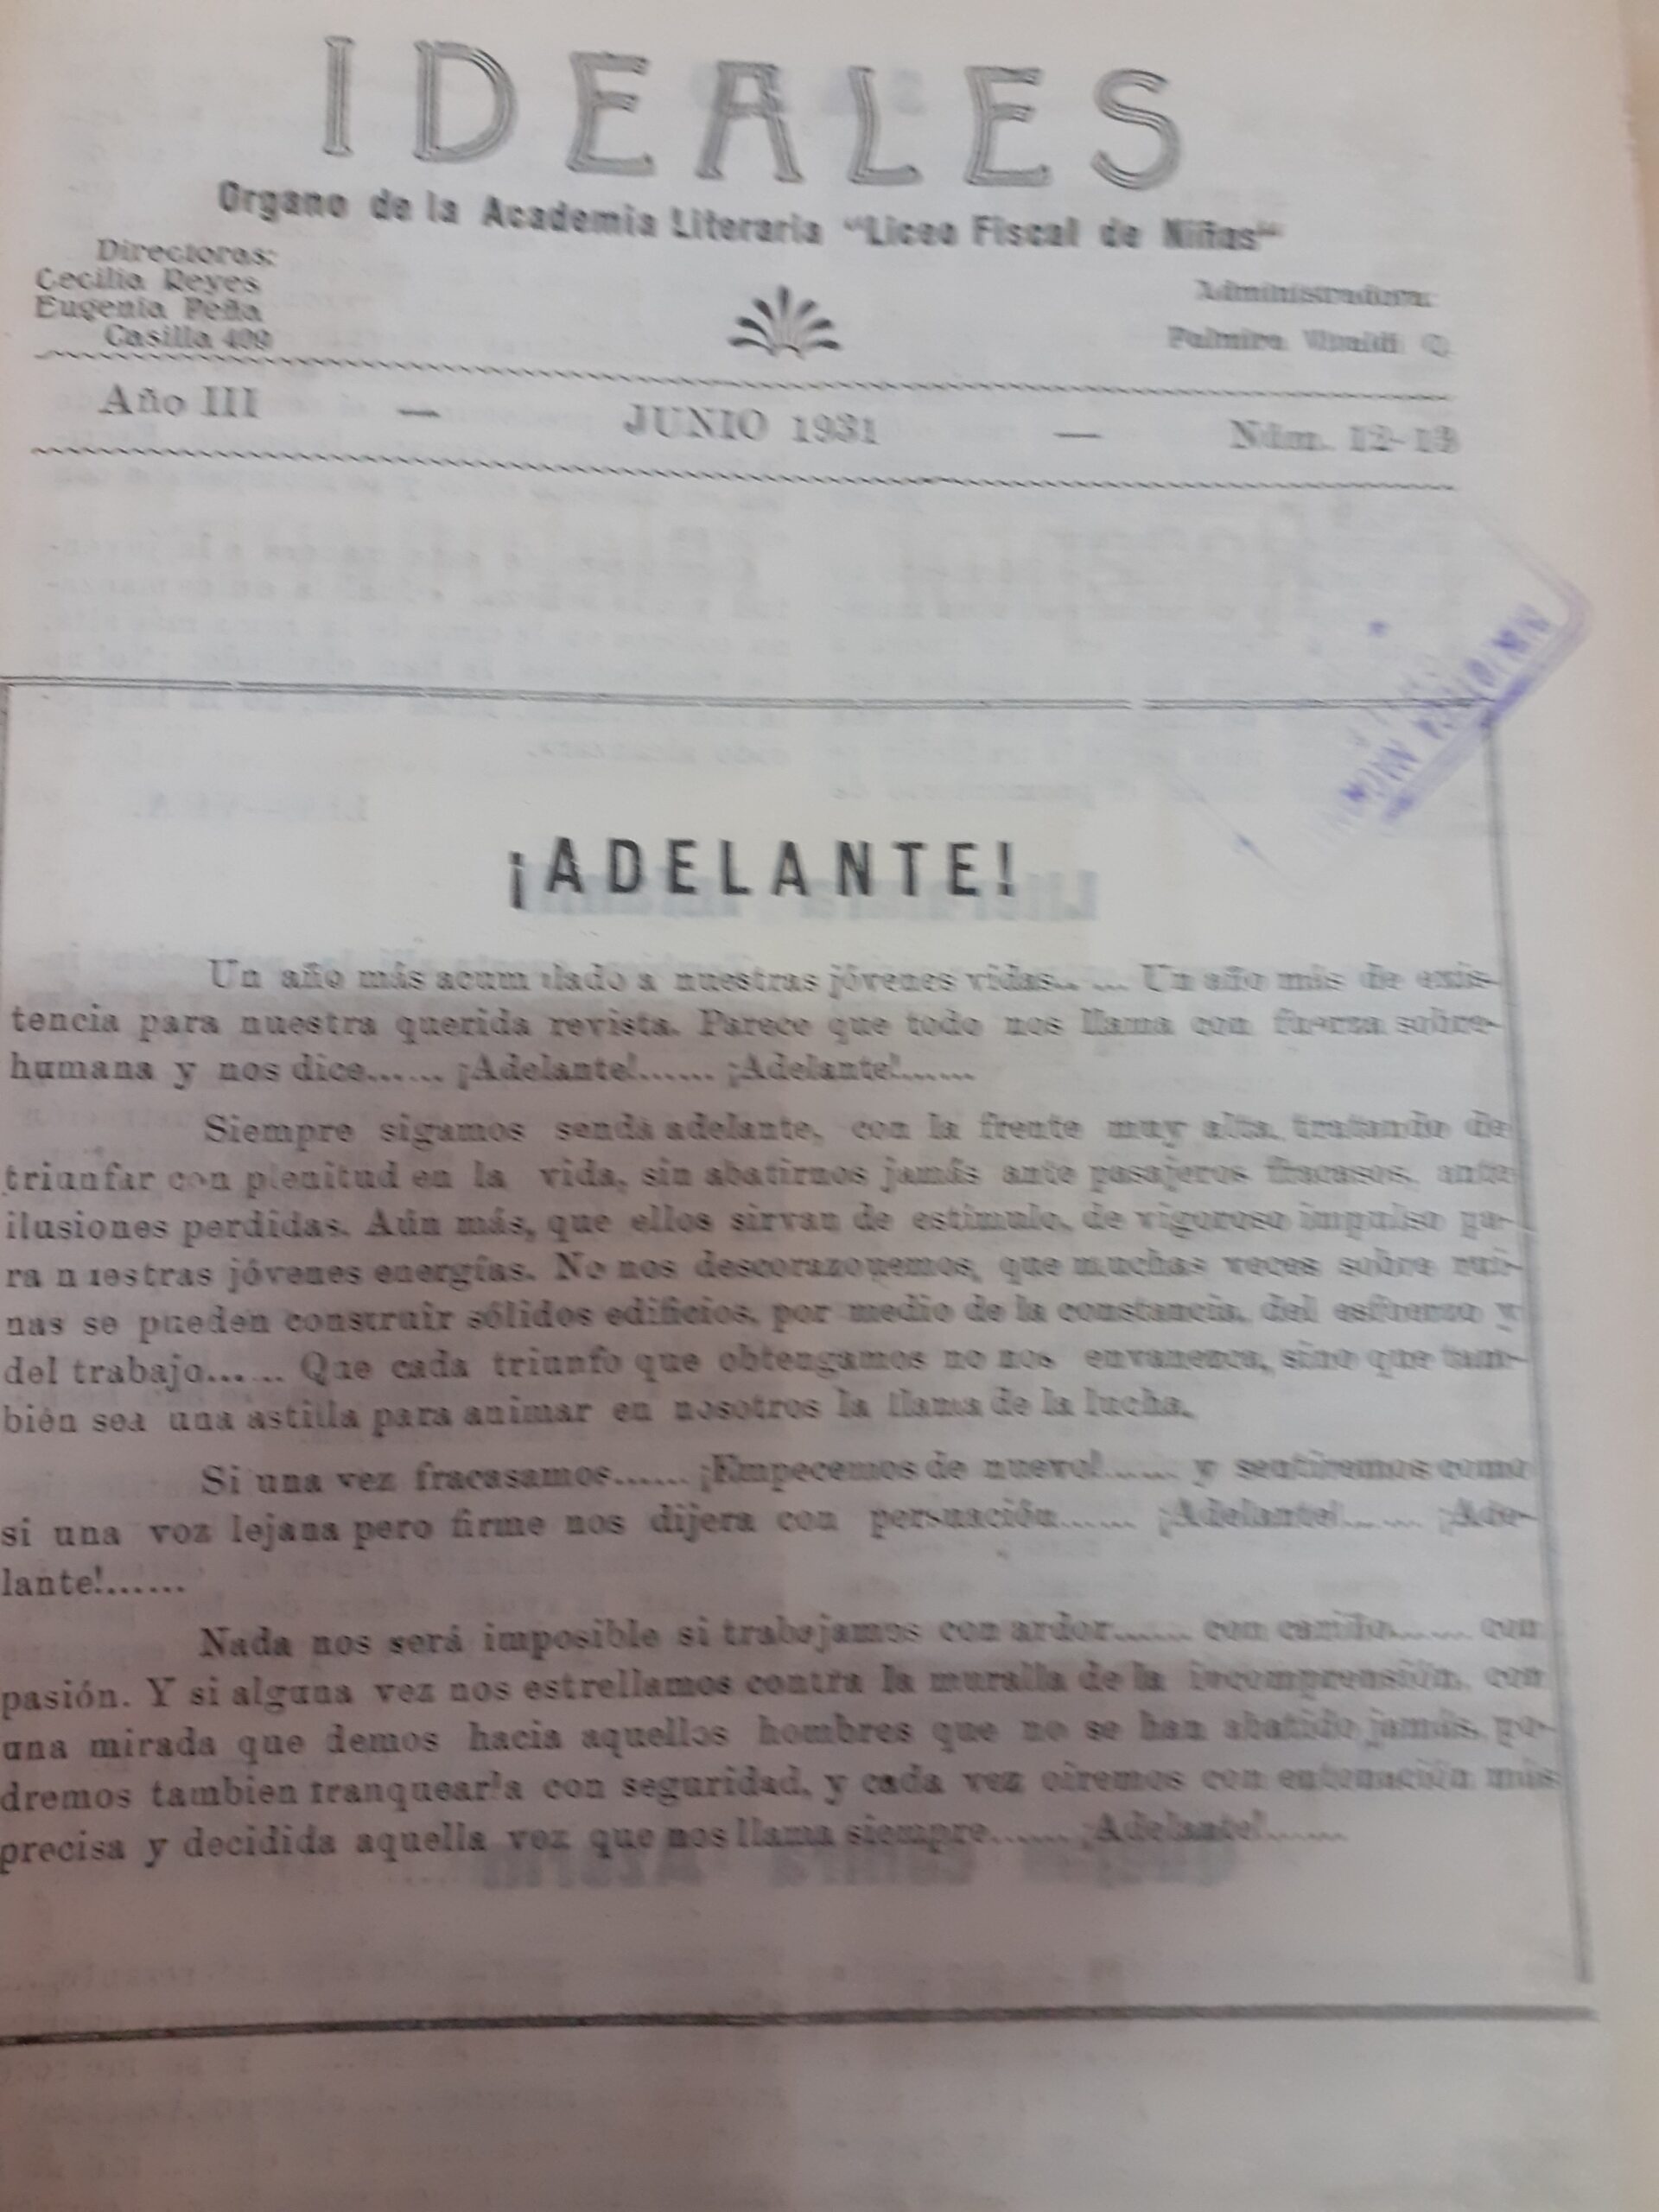 IDEALES
Organo de la Academia Literaria "Liceo Fiscal de Niñas"
Directoras:
Cecilia Reyes
Eugenia Peña
Casilla 409
Administradora:
Palmira Vivaldi Q.
Año III — JUNIO 1931 — Núm. 12-13
¡ADELANTE!
Un año más acumulado a nuestras jóvenes vidas.. ... Un año más de exis-
tencia para nuestra querida revista. Parece que todo nos llama con fuerza sobre-
humana y nos dice...... ¡Adelante!...... ¡Adelante!......
Siempre sigamos senda adelante, con la frente muy alta, tratando de
triunfar con plenitud en la vida, sin abatirnos jamás ante pasajeros fracasos, ante
ilusiones perdidas. Aún más, que ellos sirvan de estimulo, de vigoroso impulso pa-
ra nuestras jóvenes energías. No nos descorazonemos, que muchas veces sobre rui-
nas se pueden construir sólidos edificios, por medio de la constancia, del esfuerzo y
del trabajo...... Que cada triunfo que obtengamos no nos envanezca, sino que tam-
bién sea una astilla para animar en nosotros la llama de la lucha.
Si una vez fracasamos...... ¡Empecemos de nuevo!...... y sentiremos como
si una voz lejana pero firme nos dijera con persuación...... ¡Adelante!...... ¡Ade-
lante!......
Nada nos será imposible si trabajamos con ardor...... con cariño...... con
pasión. Y si alguna vez nos estrellamos contra la muralla de la incomprensión, con
una mirada que demos hacia aquellos hombres que no se han abatido jamás, po-
dremos tambien franquearla con seguridad, y cada vez oiremos con entonación más
precisa y decidida aquella voz que nos llama siempre...... ¡Adelante!......